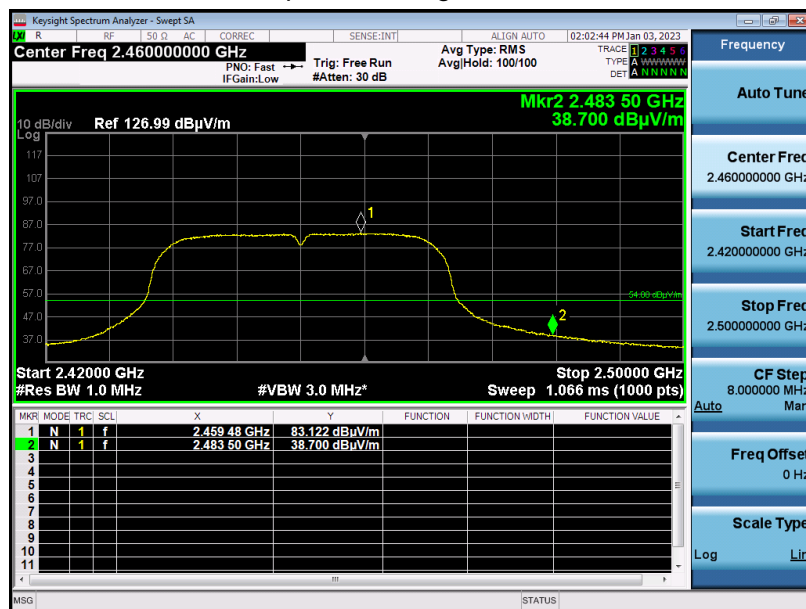 Keysight Spectrum Analyzer - Swept SA
LXI R RF 50 Ω AC CORREC SENSE:INT ALIGN AUTO 02:02:44 PM Jan 03, 2023
Center Freq 2.460000000 GHz
PNO: Fast
IFGain:Low
Trig: Free Run
#Atten: 30 dB
Avg Type: RMS
Avg|Hold: 100/100
TRACE 1 2 3 4 5 6
TYPE A WWWWW
DET A N N N N N
Mkr2 2.483 50 GHz
38.700 dBµV/m
10 dB/div Ref 126.99 dBµV/m
Log
117
107
97.0
87.0
77.0
67.0
57.0
47.0
37.0
1
54.00 dBµV/m
2
Start 2.42000 GHz Stop 2.50000 GHz
#Res BW 1.0 MHz #VBW 3.0 MHz* Sweep 1.066 ms (1000 pts)
MKR MODE TRC SCL X Y FUNCTION FUNCTION WIDTH FUNCTION VALUE
1 N 1 f 2.459 48 GHz 83.122 dBµV/m
2 N 1 f 2.483 50 GHz 38.700 dBµV/m
3
4
5
6
7
8
9
10
11
MSG STATUS
Frequency
Auto Tune
Center Freq
2.460000000 GHz
Start Freq
2.420000000 GHz
Stop Freq
2.500000000 GHz
CF Step
8.000000 MHz
Auto Man
Freq Offset
0 Hz
Scale Type
Log Lin